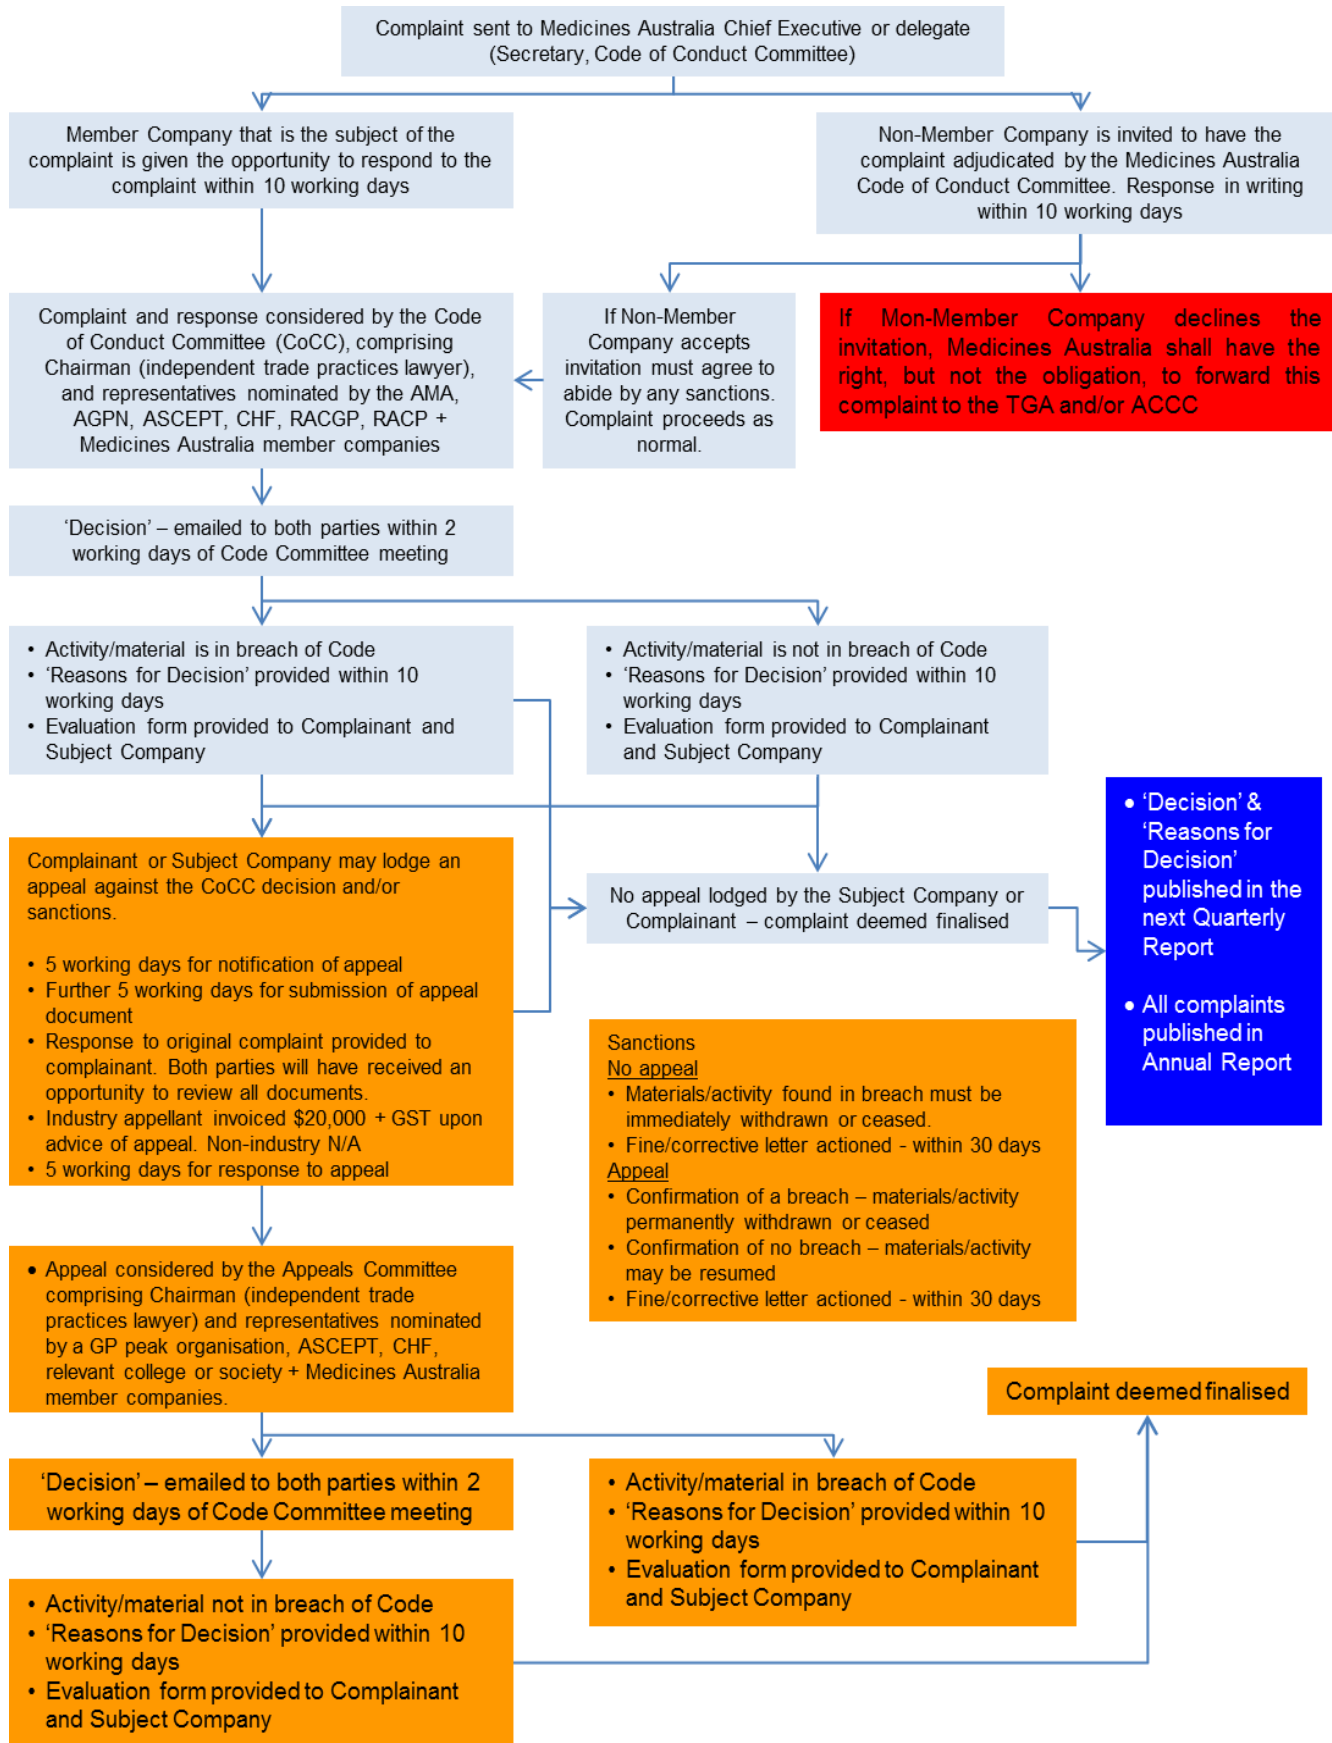 Complaint sent to Medicines Australia Chief Executive or delegate
(Secretary, Code of Conduct Committee)
Member Company that is the subject of the
complaint is given the opportunity to respond to the
complaint within 10 working days
Non-Member Company is invited to have the
complaint adjudicated by the Medicines Australia
Code of Conduct Committee. Response in writing
within 10 working days
Complaint and response considered by the Code
of Conduct Committee (CoCC), comprising
Chairman (independent trade practices lawyer),
and representatives nominated by the AMA,
AGPN, ASCEPT, CHF, RACGP, RACP +
Medicines Australia member companies
If Non-Member
Company accepts
invitation must agree to
abide by any sanctions.
Complaint proceeds as
normal.
If Mon-Member Company declines the
invitation, Medicines Australia shall have the
right, but not the obligation, to forward this
complaint to the TGA and/or ACCC
‘Decision’ – emailed to both parties within 2
working days of Code Committee meeting
• Activity/material is in breach of Code
• ‘Reasons for Decision’ provided within 10
working days
• Evaluation form provided to Complainant and
Subject Company
• Activity/material is not in breach of Code
• ‘Reasons for Decision’ provided within 10
working days
• Evaluation form provided to Complainant
and Subject Company
Complainant or Subject Company may lodge an
appeal against the CoCC decision and/or
sanctions.
• 5 working days for notification of appeal
• Further 5 working days for submission of appeal
document
• Response to original complaint provided to
complainant. Both parties will have received an
opportunity to review all documents.
• Industry appellant invoiced $20,000 + GST upon
advice of appeal. Non-industry N/A
• 5 working days for response to appeal
No appeal lodged by the Subject Company or
Complainant – complaint deemed finalised
• ‘Decision’ &
‘Reasons for
Decision’
published in the
next Quarterly
Report
• All complaints
published in
Annual Report
Sanctions
No appeal
• Materials/activity found in breach must be
immediately withdrawn or ceased.
• Fine/corrective letter actioned - within 30 days
Appeal
• Confirmation of a breach – materials/activity
permanently withdrawn or ceased
• Confirmation of no breach – materials/activity
may be resumed
• Fine/corrective letter actioned - within 30 days
• Appeal considered by the Appeals Committee
comprising Chairman (independent trade
practices lawyer) and representatives nominated
by a GP peak organisation, ASCEPT, CHF,
relevant college or society + Medicines Australia
member companies.
Complaint deemed finalised
‘Decision’ – emailed to both parties within 2
working days of Code Committee meeting
• Activity/material in breach of Code
• ‘Reasons for Decision’ provided within 10
working days
• Evaluation form provided to Complainant
and Subject Company
• Activity/material not in breach of Code
• ‘Reasons for Decision’ provided within 10
working days
• Evaluation form provided to Complainant
and Subject Company